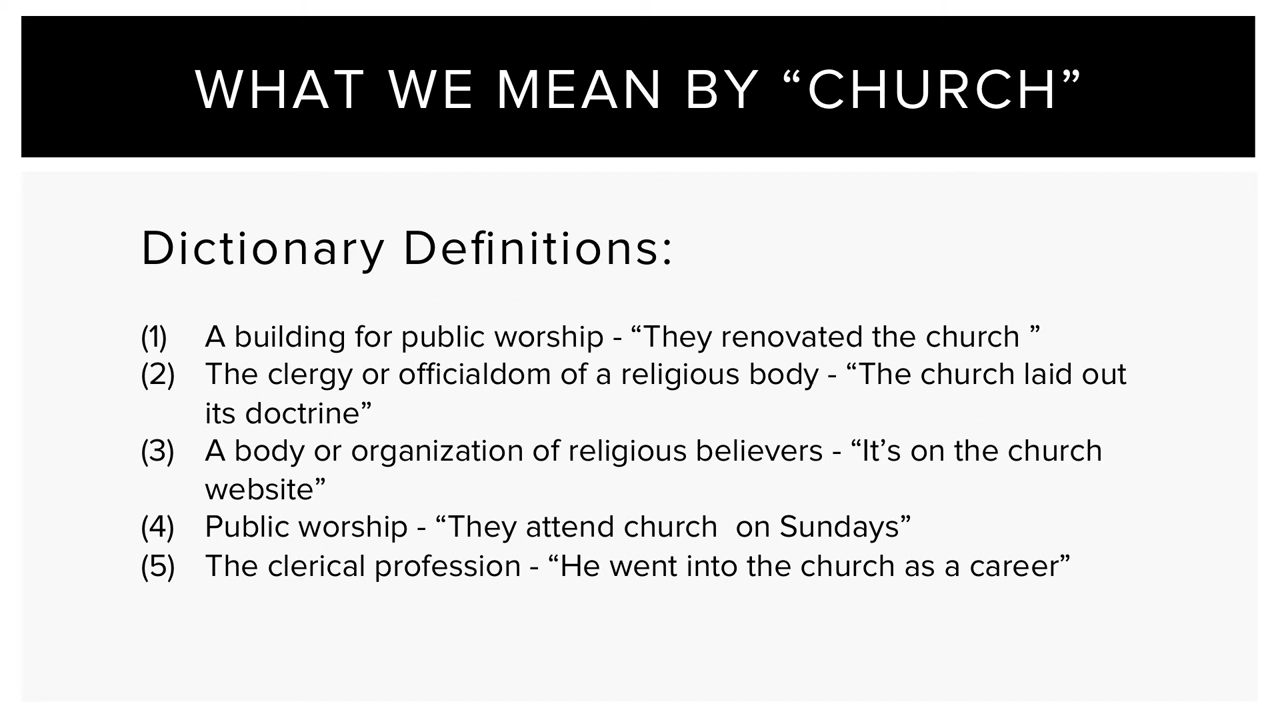 WHAT WE MEAN BY “CHURCH”
Dictionary Definitions:
(1) A building for public worship - “They renovated the church ”
(2) The clergy or officialdom of a religious body - “The church laid out
its doctrine”
(3) A body or organization of religious believers - “It’s on the church
website”
(4) Public worship - “They attend church  on Sundays”
(5) The clerical profession - “He went into the church as a career”